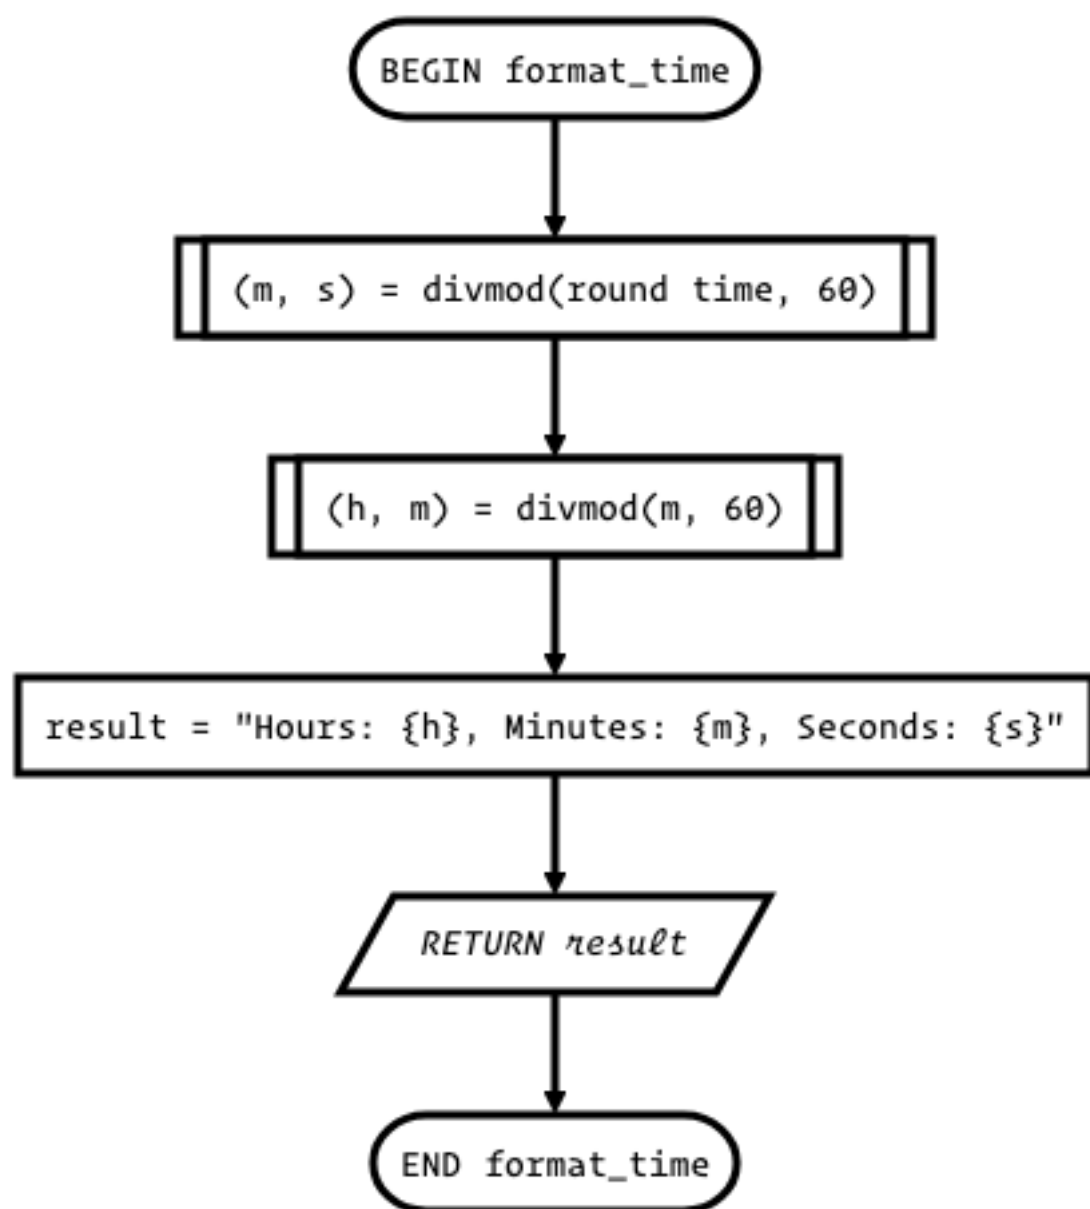 BEGIN format_time
(m, s) = divmod(round time, 60)
(h, m) = divmod(m, 60)
result = "Hours: {h}, Minutes: {m}, Seconds: {s}"
RETURN result
END format_time